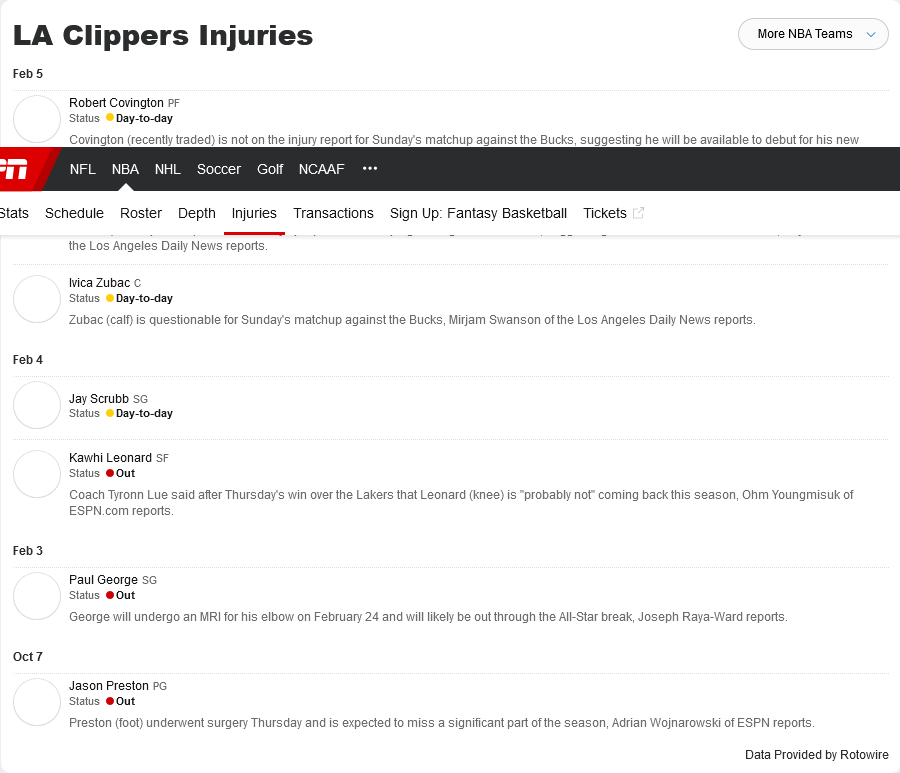 LA Clippers Injuries
More NBA Teams
Feb 5
Robert Covington PF
Status Day-to-day
Covington (recently traded) is not on the injury report for Sunday's matchup against the Bucks, suggesting he will be available to debut for his new
NFL NBA NHL Soccer Golf NCAAF ...
Stats Schedule Roster Depth Injuries Transactions Sign Up: Fantasy Basketball Tickets
the Los Angeles Daily News reports.
Ivica Zubac C
Status Day-to-day
Zubac (calf) is questionable for Sunday's matchup against the Bucks, Mirjam Swanson of the Los Angeles Daily News reports.
Feb 4
Jay Scrubb SG
Status Day-to-day
Kawhi Leonard SF
Status Out
Coach Tyronn Lue said after Thursday's win over the Lakers that Leonard (knee) is "probably not" coming back this season, Ohm Youngmisuk of
ESPN.com reports.
Feb 3
Paul George SG
Status Out
George will undergo an MRI for his elbow on February 24 and will likely be out through the All-Star break, Joseph Raya-Ward reports.
Oct 7
Jason Preston PG
Status Out
Preston (foot) underwent surgery Thursday and is expected to miss a significant part of the season, Adrian Wojnarowski of ESPN reports.
Data Provided by Rotowire